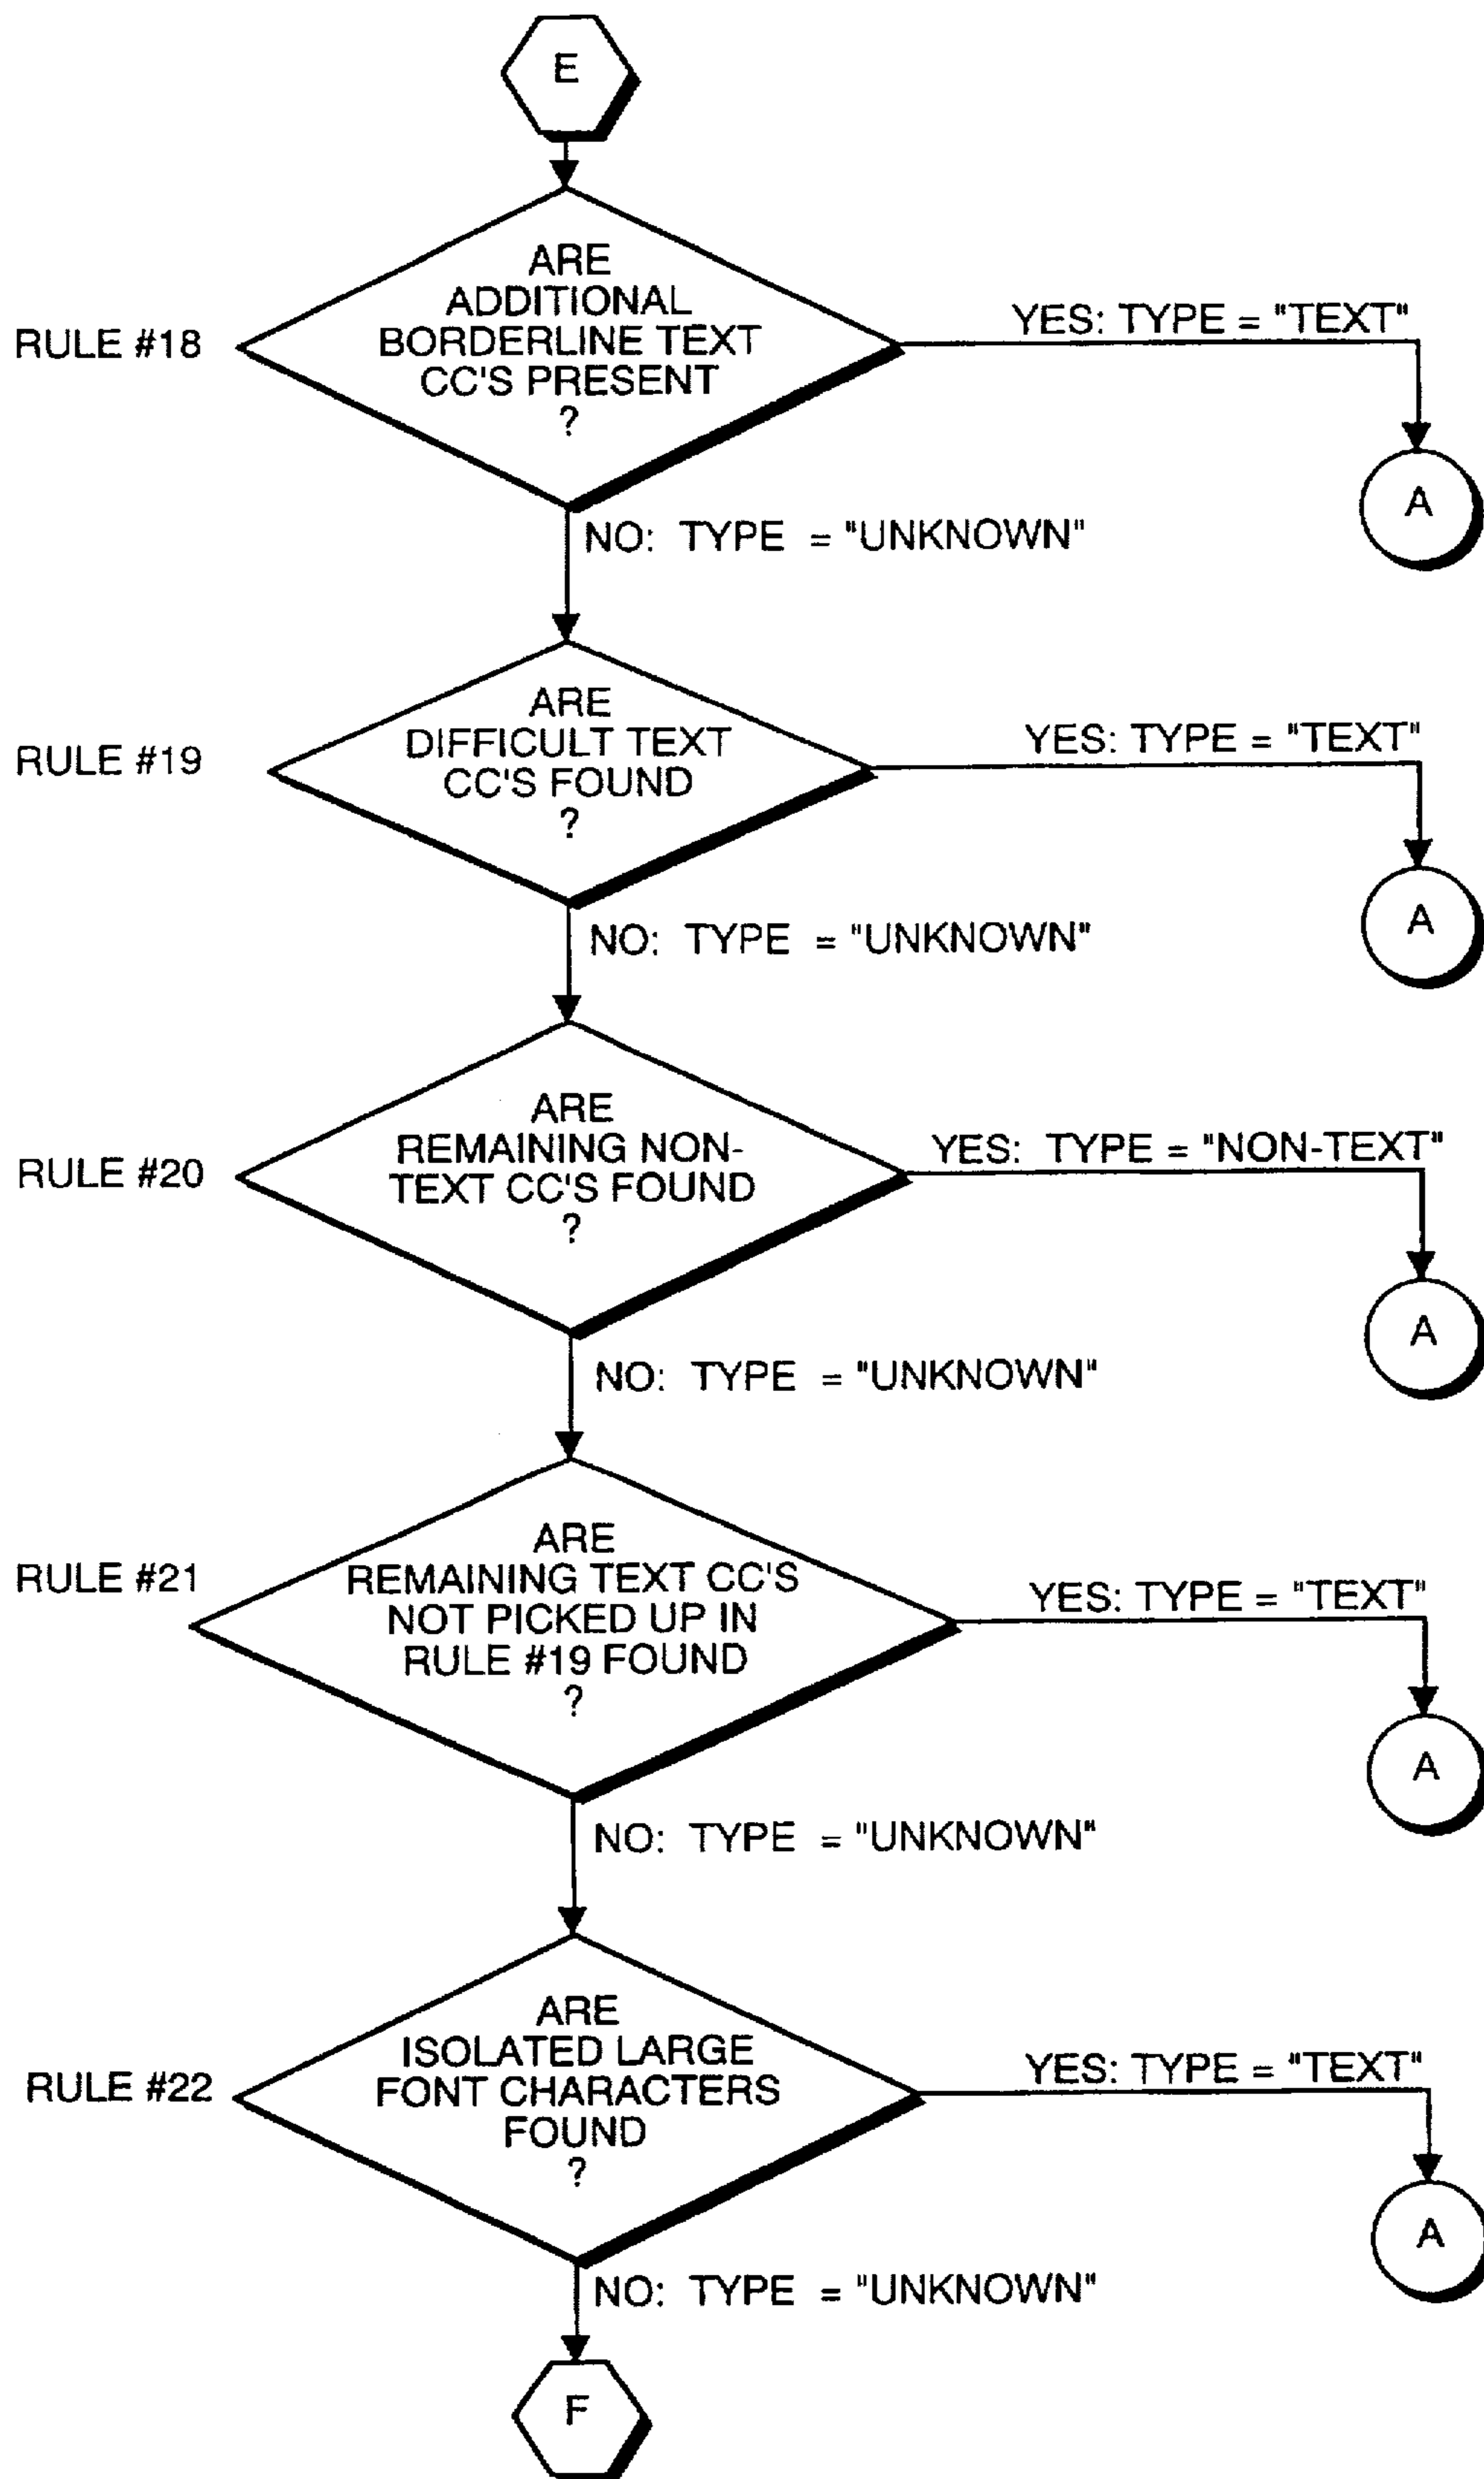 E
ARE
ADDITIONAL
BORDERLINE TEXT
CC'S PRESENT
?
RULE #18
YES: TYPE = "TEXT"
A
NO: TYPE = "UNKNOWN"
ARE
DIFFICULT TEXT
CC'S FOUND
?
RULE #19
YES: TYPE = "TEXT"
A
NO: TYPE = "UNKNOWN"
ARE
REMAINING NON-
TEXT CC'S FOUND
?
RULE #20
YES: TYPE = "NON-TEXT"
A
NO: TYPE = "UNKNOWN"
ARE
REMAINING TEXT CC'S
NOT PICKED UP IN
RULE #19 FOUND
?
RULE #21
YES: TYPE = "TEXT"
A
NO: TYPE = "UNKNOWN"
ARE
ISOLATED LARGE
FONT CHARACTERS
FOUND
?
RULE #22
YES: TYPE = "TEXT"
A
NO: TYPE = "UNKNOWN"
F